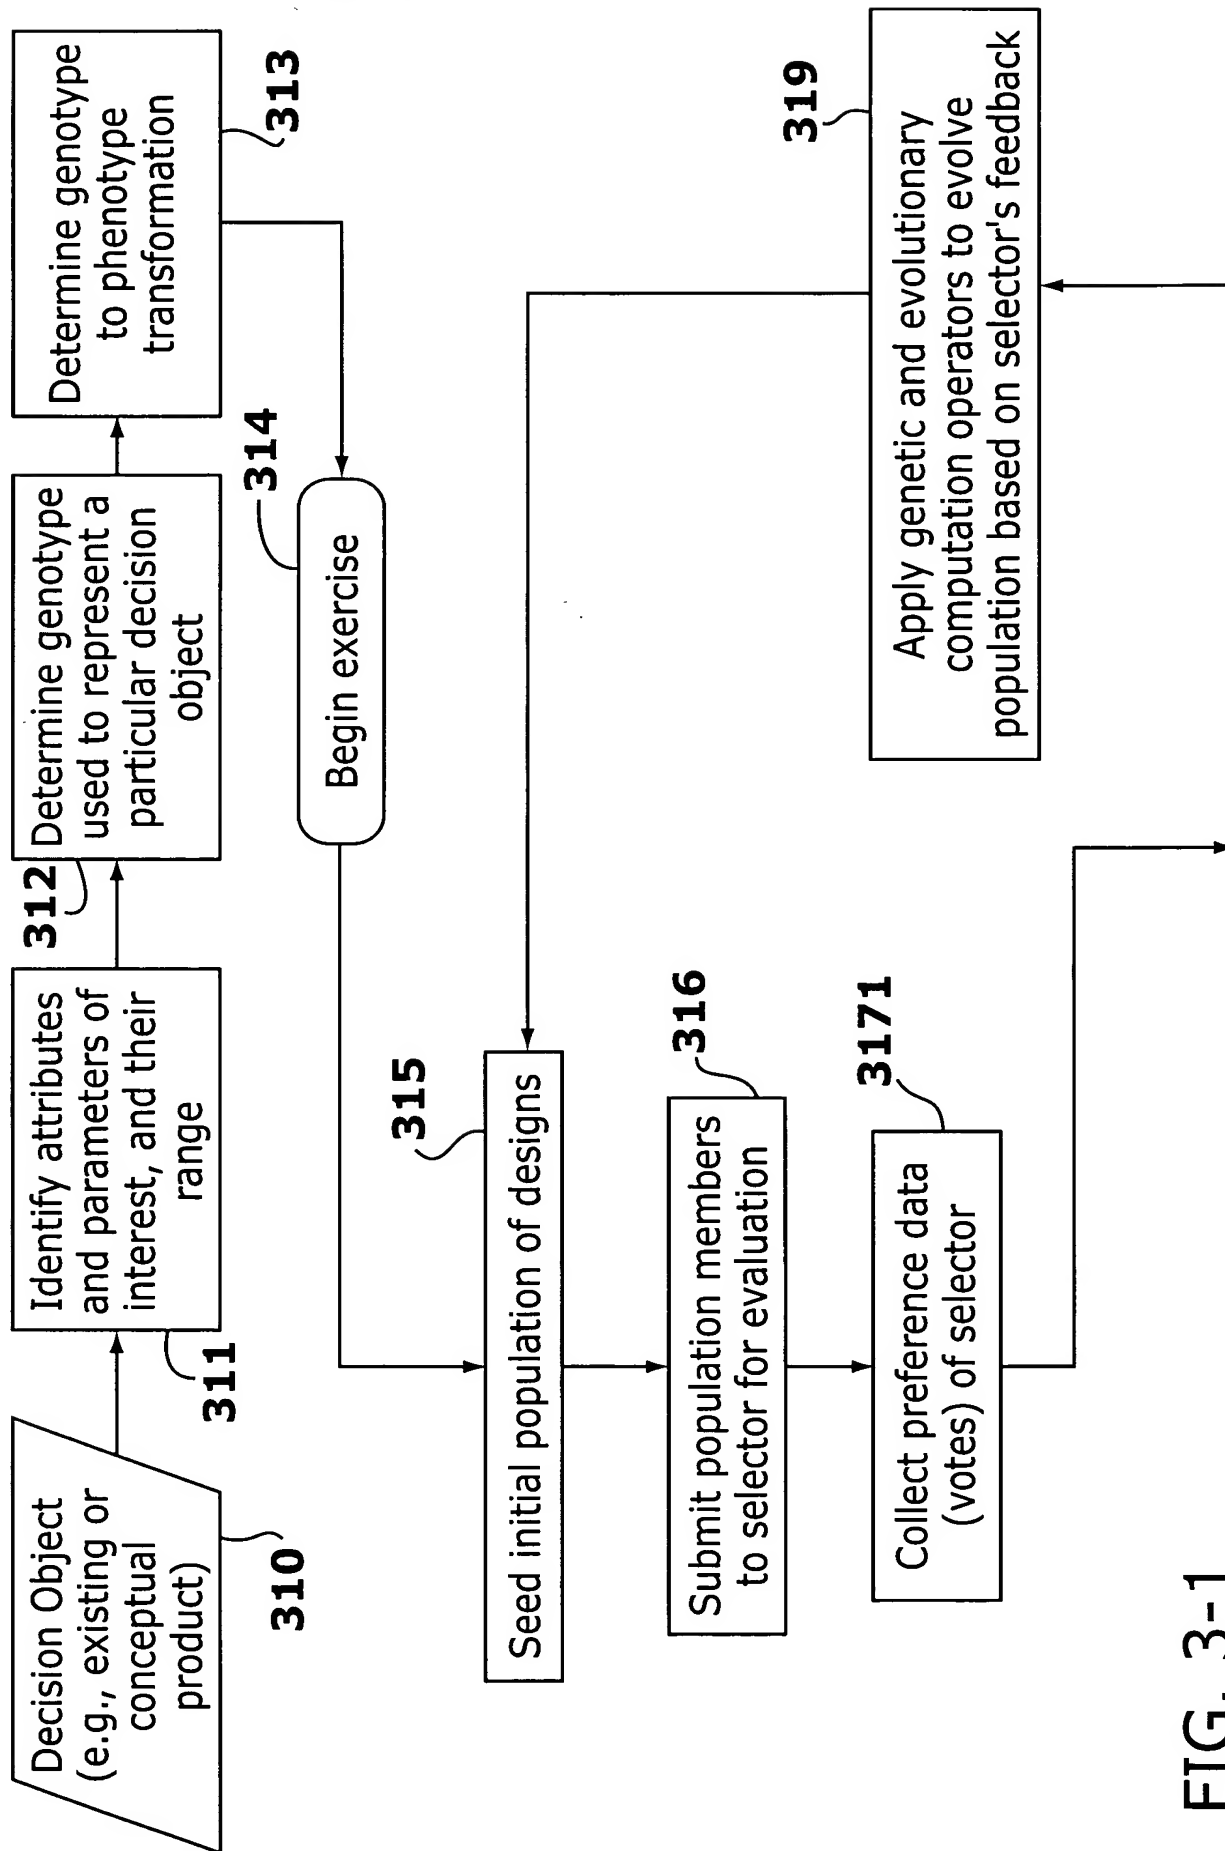 Decision Object
(e.g., existing or
conceptual
product)
310
Identify attributes
and parameters of
interest, and their
range
311
312
Determine genotype
used to represent a
particular decision
object
Determine genotype
to phenotype
transformation
313
314
Begin exercise
315
Seed initial population of designs
316
Submit population members
to selector for evaluation
3171
Collect preference data
(votes) of selector
319
Apply genetic and evolutionary
computation operators to evolve
population based on selector's feedback
FIG. 3-1